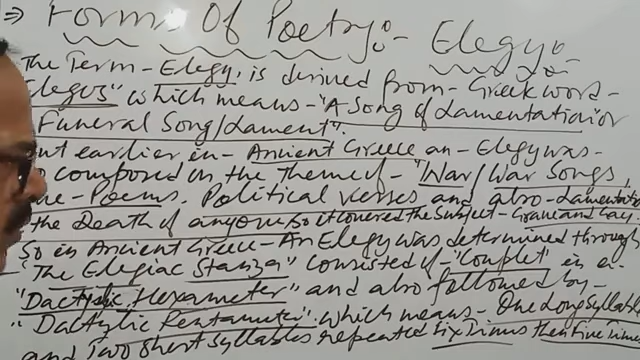 ⇒ Forms Of Poetry:- Elegy:-
The Term - Elegy, is derived from - Greek word -
Elegos" which means - "A Song of Lamentation or
Funeral Song/Lament".
But earlier in - Ancient Greece an - Elegy was
composed on the theme of - "War/War Songs,
Poems. Political Verses and also - Lamentation
the Death of anyone so it covered the Subject - Grave and Gay.
So in Ancient Greece - An Elegy was determined through
"The Elegiac Stanza" Consisted of - "Couplet" in a -
"Dactylic Hexameter" and also followed by -
"Dactylic Pentameter" which means - One Long Syllable
and Two Short Syllables repeated Six Times then Five Times